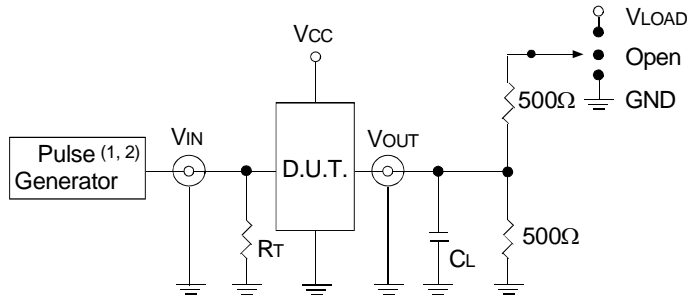 VLOAD
VCC
Open
500Ω
GND
Pulse (1, 2)
Generator
VIN
D.U.T.
VOUT
RT
CL
500Ω